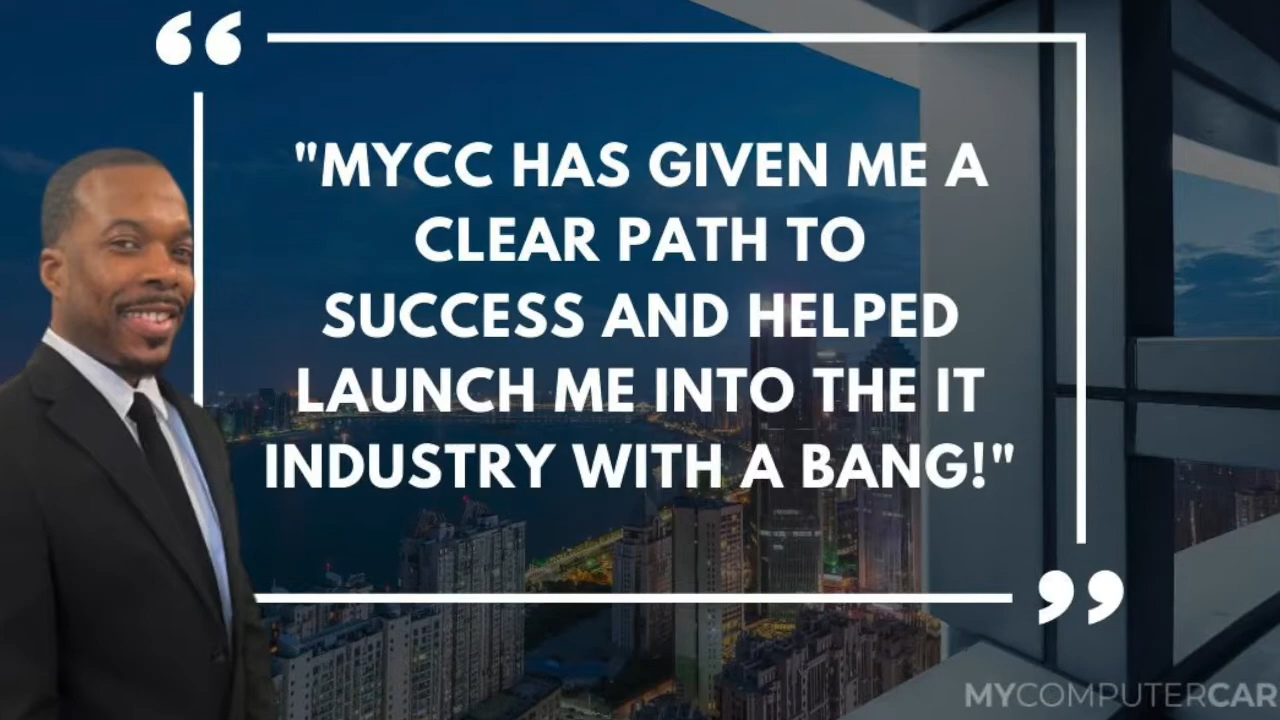 "MYCC HAS GIVEN ME A
CLEAR PATH TO
SUCCESS AND HELPED
LAUNCH ME INTO THE IT
INDUSTRY WITH A BANG!"
MYCOMPUTERCAR